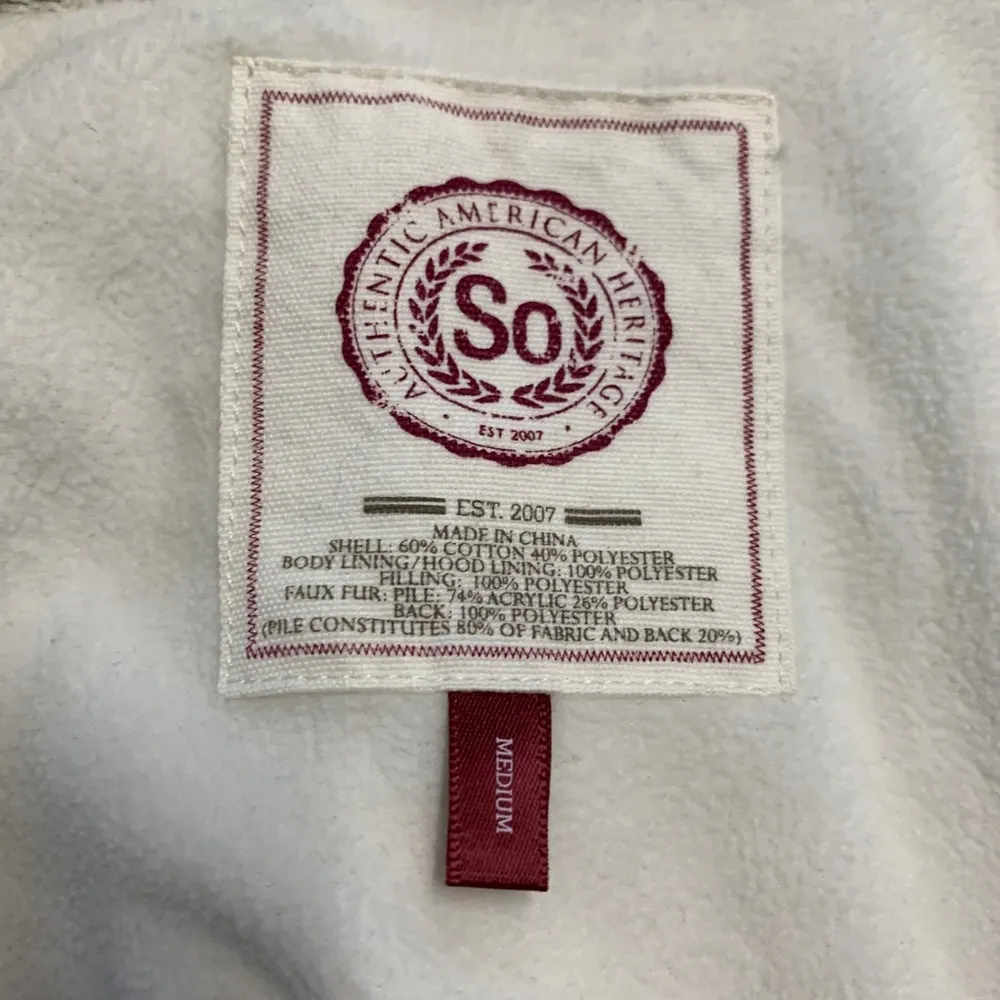 AUTHENTIC AMERICAN HERITAGE
So
EST 2007
EST. 2007
MADE IN CHINA
SHELL: 60% COTTON 40% POLYESTER
BODY LINING/HOOD LINING: 100% POLYESTER
FILLING: 100% POLYESTER
FAUX FUR: PILE: 74% ACRYLIC 26% POLYESTER
BACK: 100% POLYESTER
(PILE CONSTITUTES 80% OF FABRIC AND BACK 20%)
MEDIUM